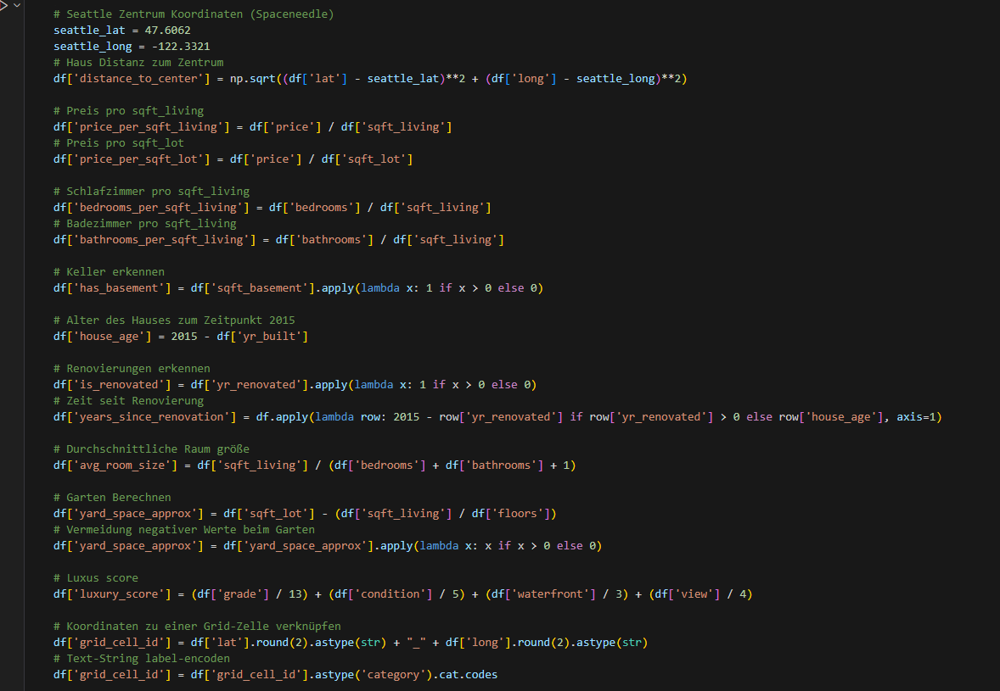 # Seattle Zentrum Koordinaten (Spaceneedle)
seattle_lat = 47.6062
seattle_long = -122.3321
# Haus Distanz zum Zentrum
df['distance_to_center'] = np.sqrt((df['lat'] - seattle_lat)**2 + (df['long'] - seattle_long)**2)
# Preis pro sqft_living
df['price_per_sqft_living'] = df['price'] / df['sqft_living']
# Preis pro sqft_lot
df['price_per_sqft_lot'] = df['price'] / df['sqft_lot']
# Schlafzimmer pro sqft_living
df['bedrooms_per_sqft_living'] = df['bedrooms'] / df['sqft_living']
# Badezimmer pro sqft_living
df['bathrooms_per_sqft_living'] = df['bathrooms'] / df['sqft_living']
# Keller erkennen
df['has_basement'] = df['sqft_basement'].apply(lambda x: 1 if x > 0 else 0)
# Alter des Hauses zum Zeitpunkt 2015
df['house_age'] = 2015 - df['yr_built']
# Renovierungen erkennen
df['is_renovated'] = df['yr_renovated'].apply(lambda x: 1 if x > 0 else 0)
# Zeit seit Renovierung
df['years_since_renovation'] = df.apply(lambda row: 2015 - row['yr_renovated'] if row['yr_renovated'] > 0 else row['house_age'], axis=1)
# Durchschnittliche Raum größe
df['avg_room_size'] = df['sqft_living'] / (df['bedrooms'] + df['bathrooms'] + 1)
# Garten Berechnen
df['yard_space_approx'] = df['sqft_lot'] - (df['sqft_living'] / df['floors'])
# Vermeidung negativer Werte beim Garten
df['yard_space_approx'] = df['yard_space_approx'].apply(lambda x: x if x > 0 else 0)
# Luxus score
df['luxury_score'] = (df['grade'] / 13) + (df['condition'] / 5) + (df['waterfront'] / 3) + (df['view'] / 4)
# Koordinaten zu einer Grid-Zelle verknüpfen
df['grid_cell_id'] = df['lat'].round(2).astype(str) + "_" + df['long'].round(2).astype(str)
# Text-String label-encoden
df['grid_cell_id'] = df['grid_cell_id'].astype('category').cat.codes